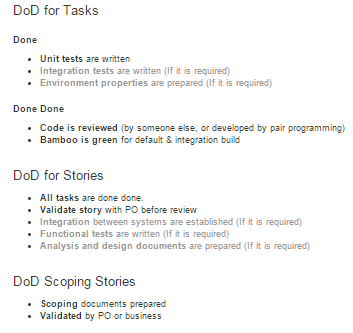 DoD for Tasks
Done
• Unit tests are written
• Integration tests are written (If it is required)
• Environment properties are prepared (If it is required)
Done Done
• Code is reviewed (by someone else, or developed by pair programming)
• Bamboo is green for default & integration build
DoD for Stories
• All tasks are done done.
• Validate story with PO before review
• Integration between systems are established (If it is required)
• Functional tests are written (If it is required)
• Analysis and design documents are prepared (If it is required)
DoD Scoping Stories
• Scoping documents prepared
• Validated by PO or business